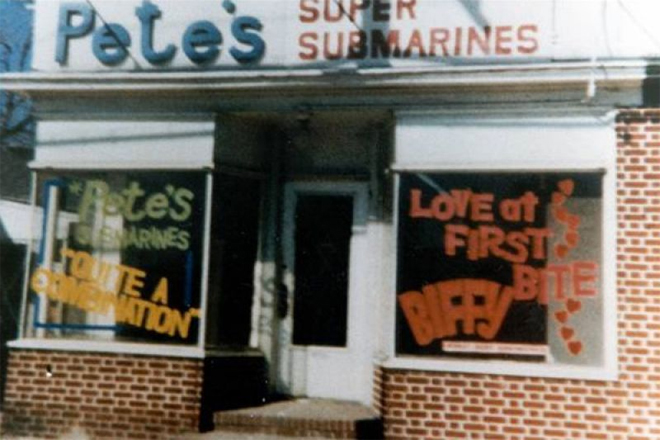 Pete's
SUPER
SUBMARINES
"Pete's
SUBMARINES
"QUITE A
COMBINATION"
LOVE at
FIRST
BITE
BIFFY